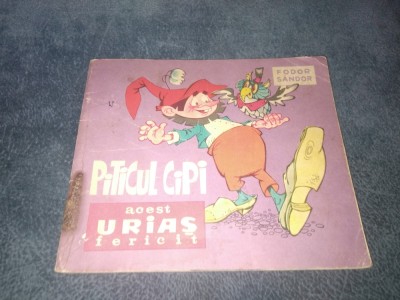 FODOR
SÁNDOR
PiTiCUL CiPi
acest
URIAȘ
fericit